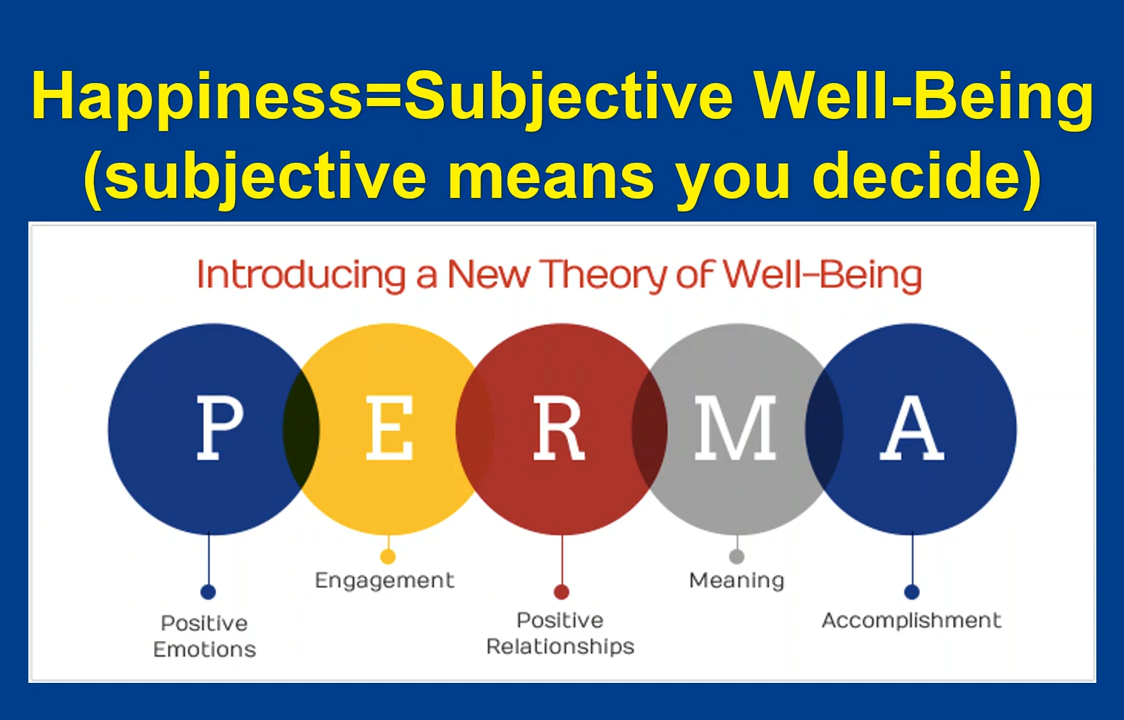 Happiness=Subjective Well-Being
(subjective means you decide)
Introducing a New Theory of Well-Being
P E R M A
Positive
Emotions
Engagement
Positive
Relationships
Meaning
Accomplishment